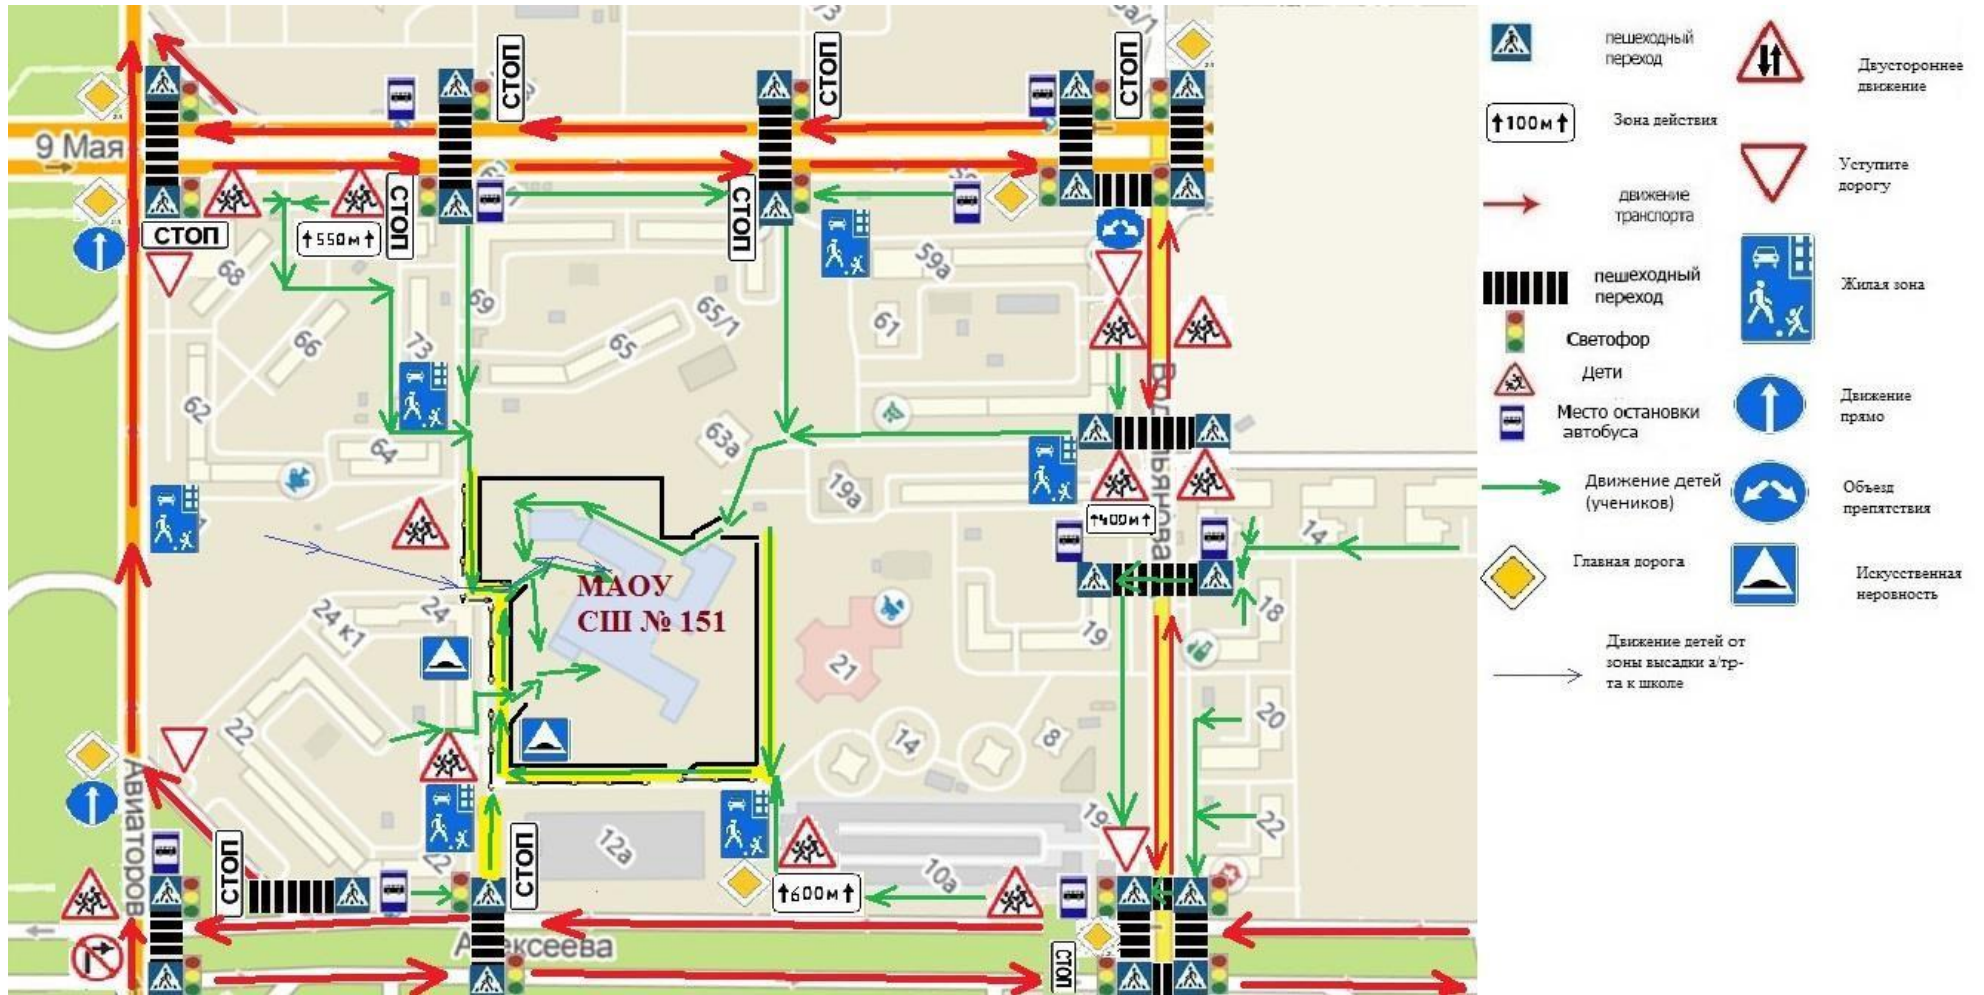 73
СТОП
СТОП
СТОП
9 Мая
СТОП
СТОП
СТОП
↑550м↑
68
69
59а
65/1
61
66
73
65
62
64
63а
19а
↑400м↑
14
МАОУ
СШ № 151
24
24 к1
19
18
21
22
14
8
20
Авиаторов
12а
19
22
22
СТОП
СТОП
10а
↑600м↑
Алексеева
СТОП
пешеходный
переход
Двустороннее
движение
↑100м↑
Зона действия
Уступите
дорогу
движение
транспорта
пешеходный
переход
Жилая зона
Светофор
Дети
Место остановки
автобуса
Движение
прямо
Движение детей
(учеников)
Объезд
препятствия
Главная дорога
Искусственная
неровность
Движение детей от
зоны высадки а/тр-
та к школе